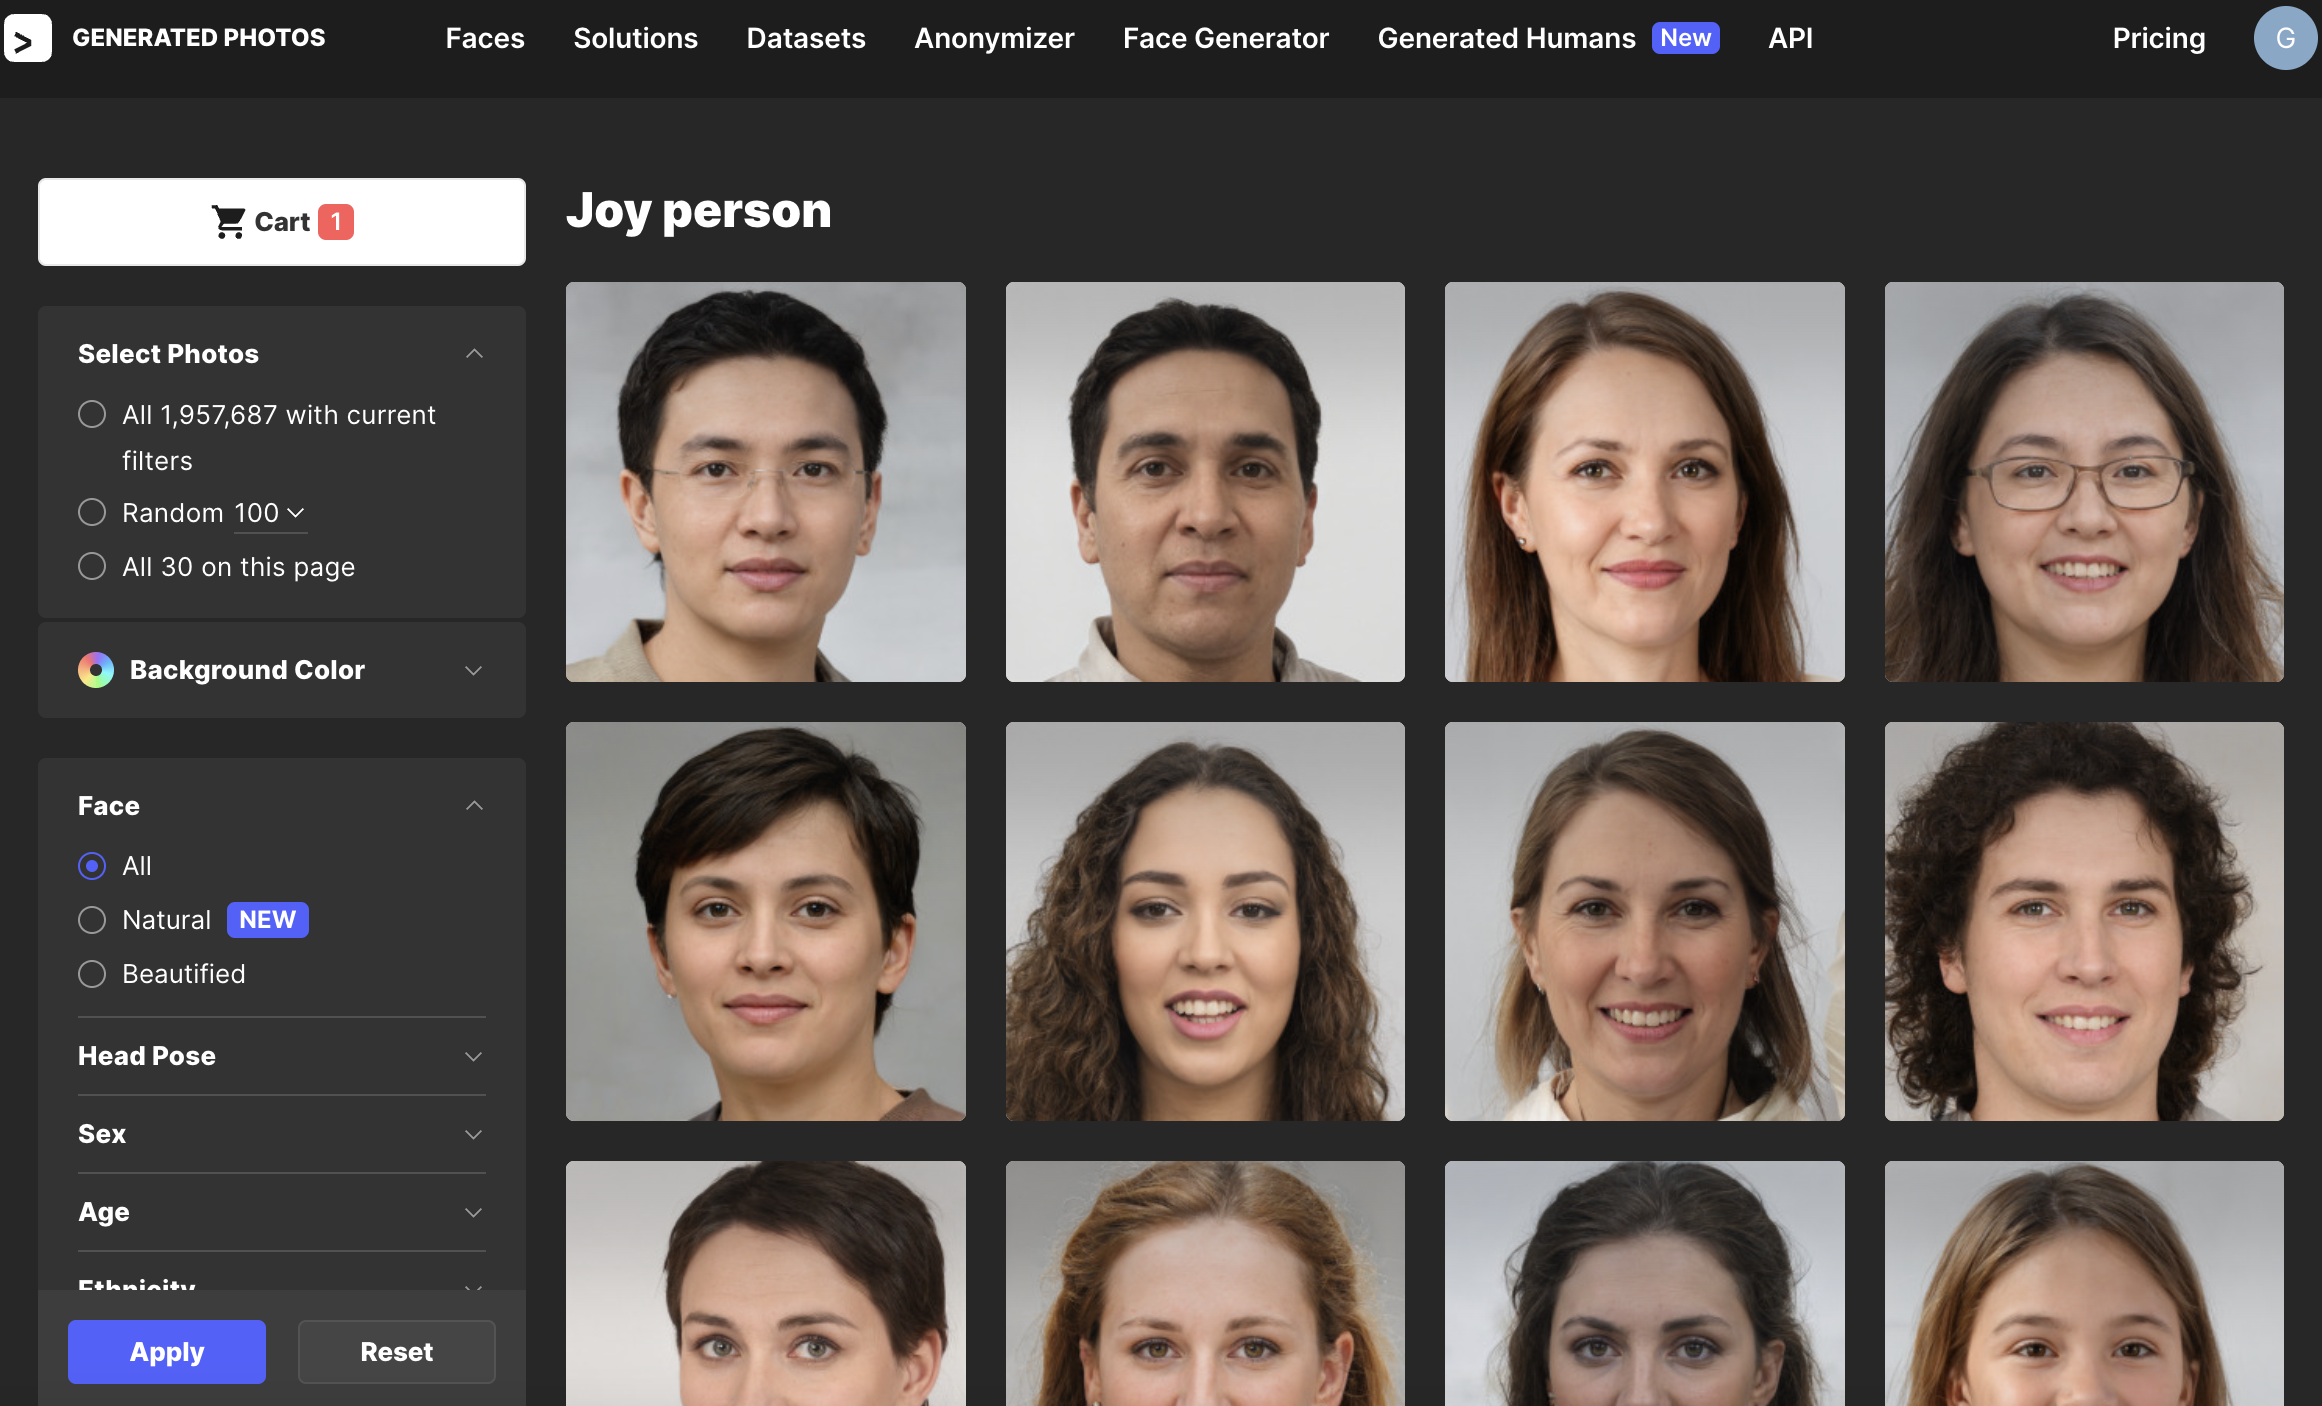 GENERATED PHOTOS
Faces
Solutions
Datasets
Anonymizer
Face Generator
Generated Humans New
API
Pricing
G
Cart 1
Joy person
Select Photos
All 1,957,687 with current
filters
Random 100
All 30 on this page
Background Color
Face
All
Natural NEW
Beautified
Head Pose
Sex
Age
Ethnicity
Apply
Reset